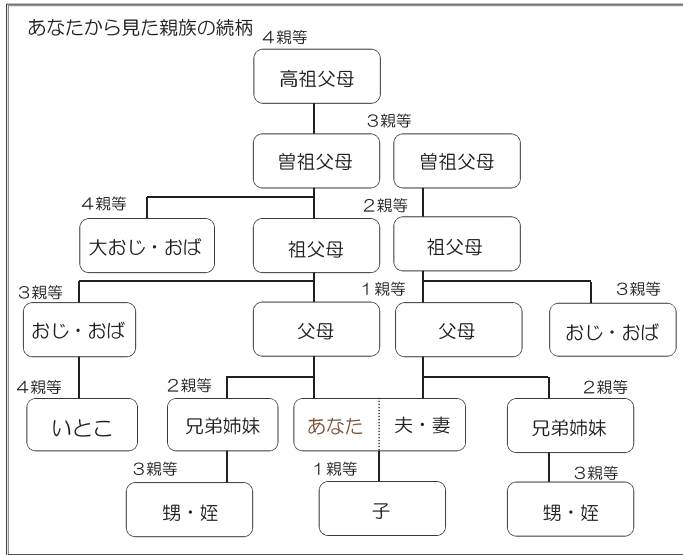 あなたから見た親族の続柄
4親等
高祖父母
3親等
曽祖父母
曽祖父母
4親等
2親等
大おじ・おば
祖父母
祖父母
3親等
1親等
3親等
おじ・おば
父母
父母
おじ・おば
4親等
2親等
2親等
いとこ
兄弟姉妹
あなた
夫・妻
兄弟姉妹
3親等
1親等
3親等
甥・姪
子
甥・姪